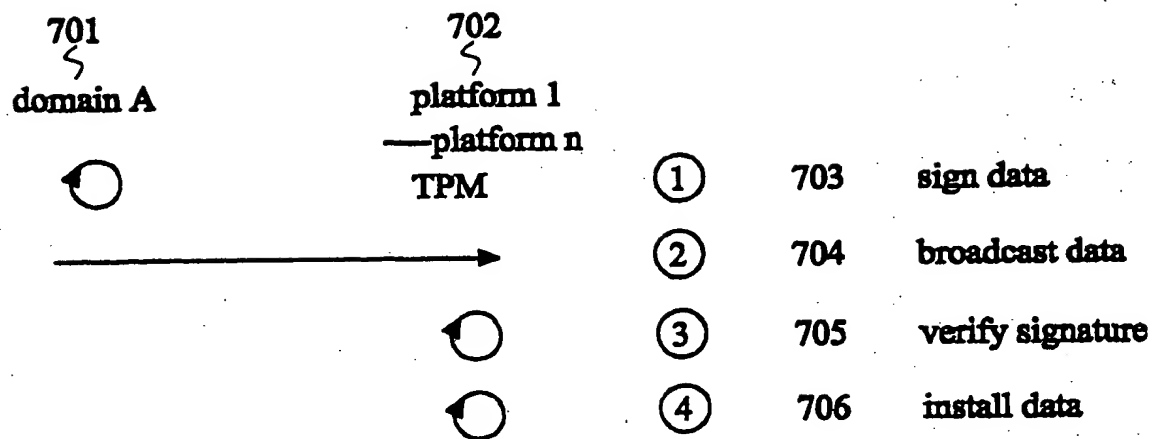 701 702
domain A platform 1
—platform n
TPM 1 703 sign data
2 704 broadcast data
3 705 verify signature
4 706 install data